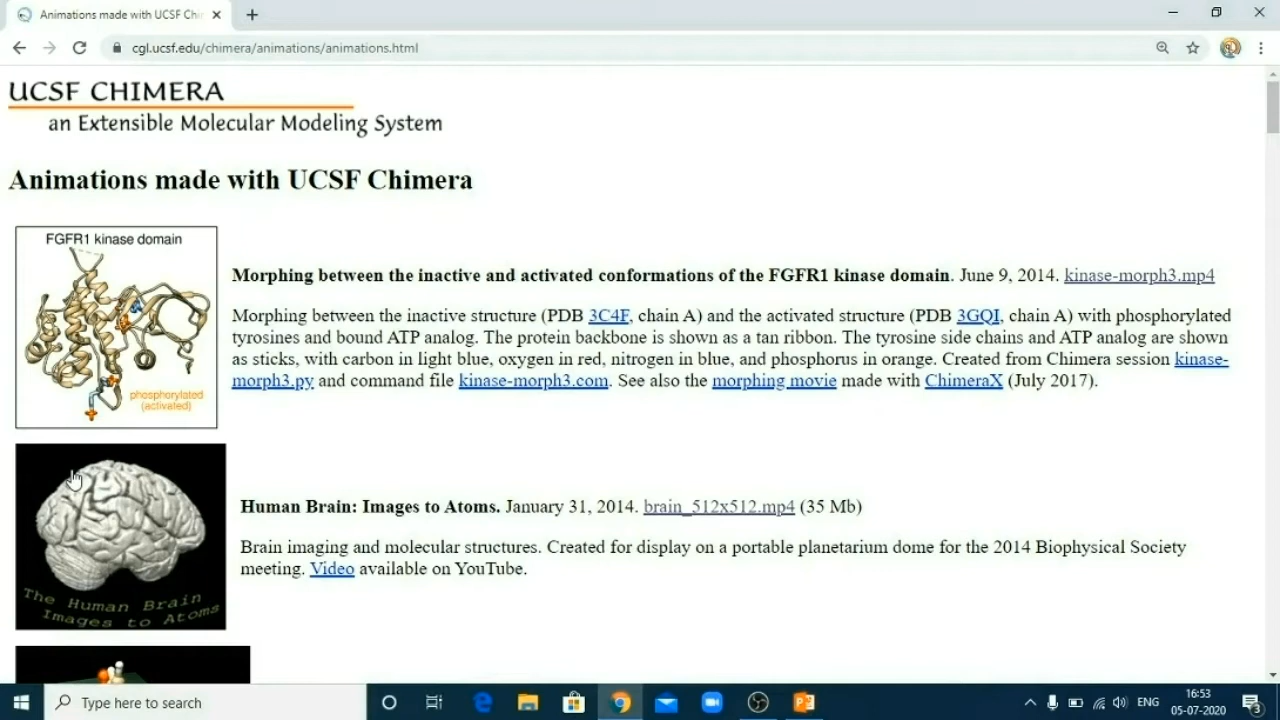 Animations made with UCSF Chi
cgl.ucsf.edu/chimera/animations/animations.html
UCSF CHIMERA
an Extensible Molecular Modeling System
Animations made with UCSF Chimera
FGFR1 kinase domain
phosphorylated
(activated)
Morphing between the inactive and activated conformations of the FGFR1 kinase domain. June 9, 2014. kinase-morph3.mp4
Morphing between the inactive structure (PDB 3C4F, chain A) and the activated structure (PDB 3GQI, chain A) with phosphorylated
tyrosines and bound ATP analog. The protein backbone is shown as a tan ribbon. The tyrosine side chains and ATP analog are shown
as sticks, with carbon in light blue, oxygen in red, nitrogen in blue, and phosphorus in orange. Created from Chimera session kinase-
morph3.py and command file kinase-morph3.com. See also the morphing movie made with ChimeraX (July 2017).
The Human Brain
Images to Atoms
Human Brain: Images to Atoms. January 31, 2014. brain_512x512.mp4 (35 Mb)
Brain imaging and molecular structures. Created for display on a portable planetarium dome for the 2014 Biophysical Society
meeting. Video available on YouTube.
Type here to search
ENG
16:53
05-07-2020
3